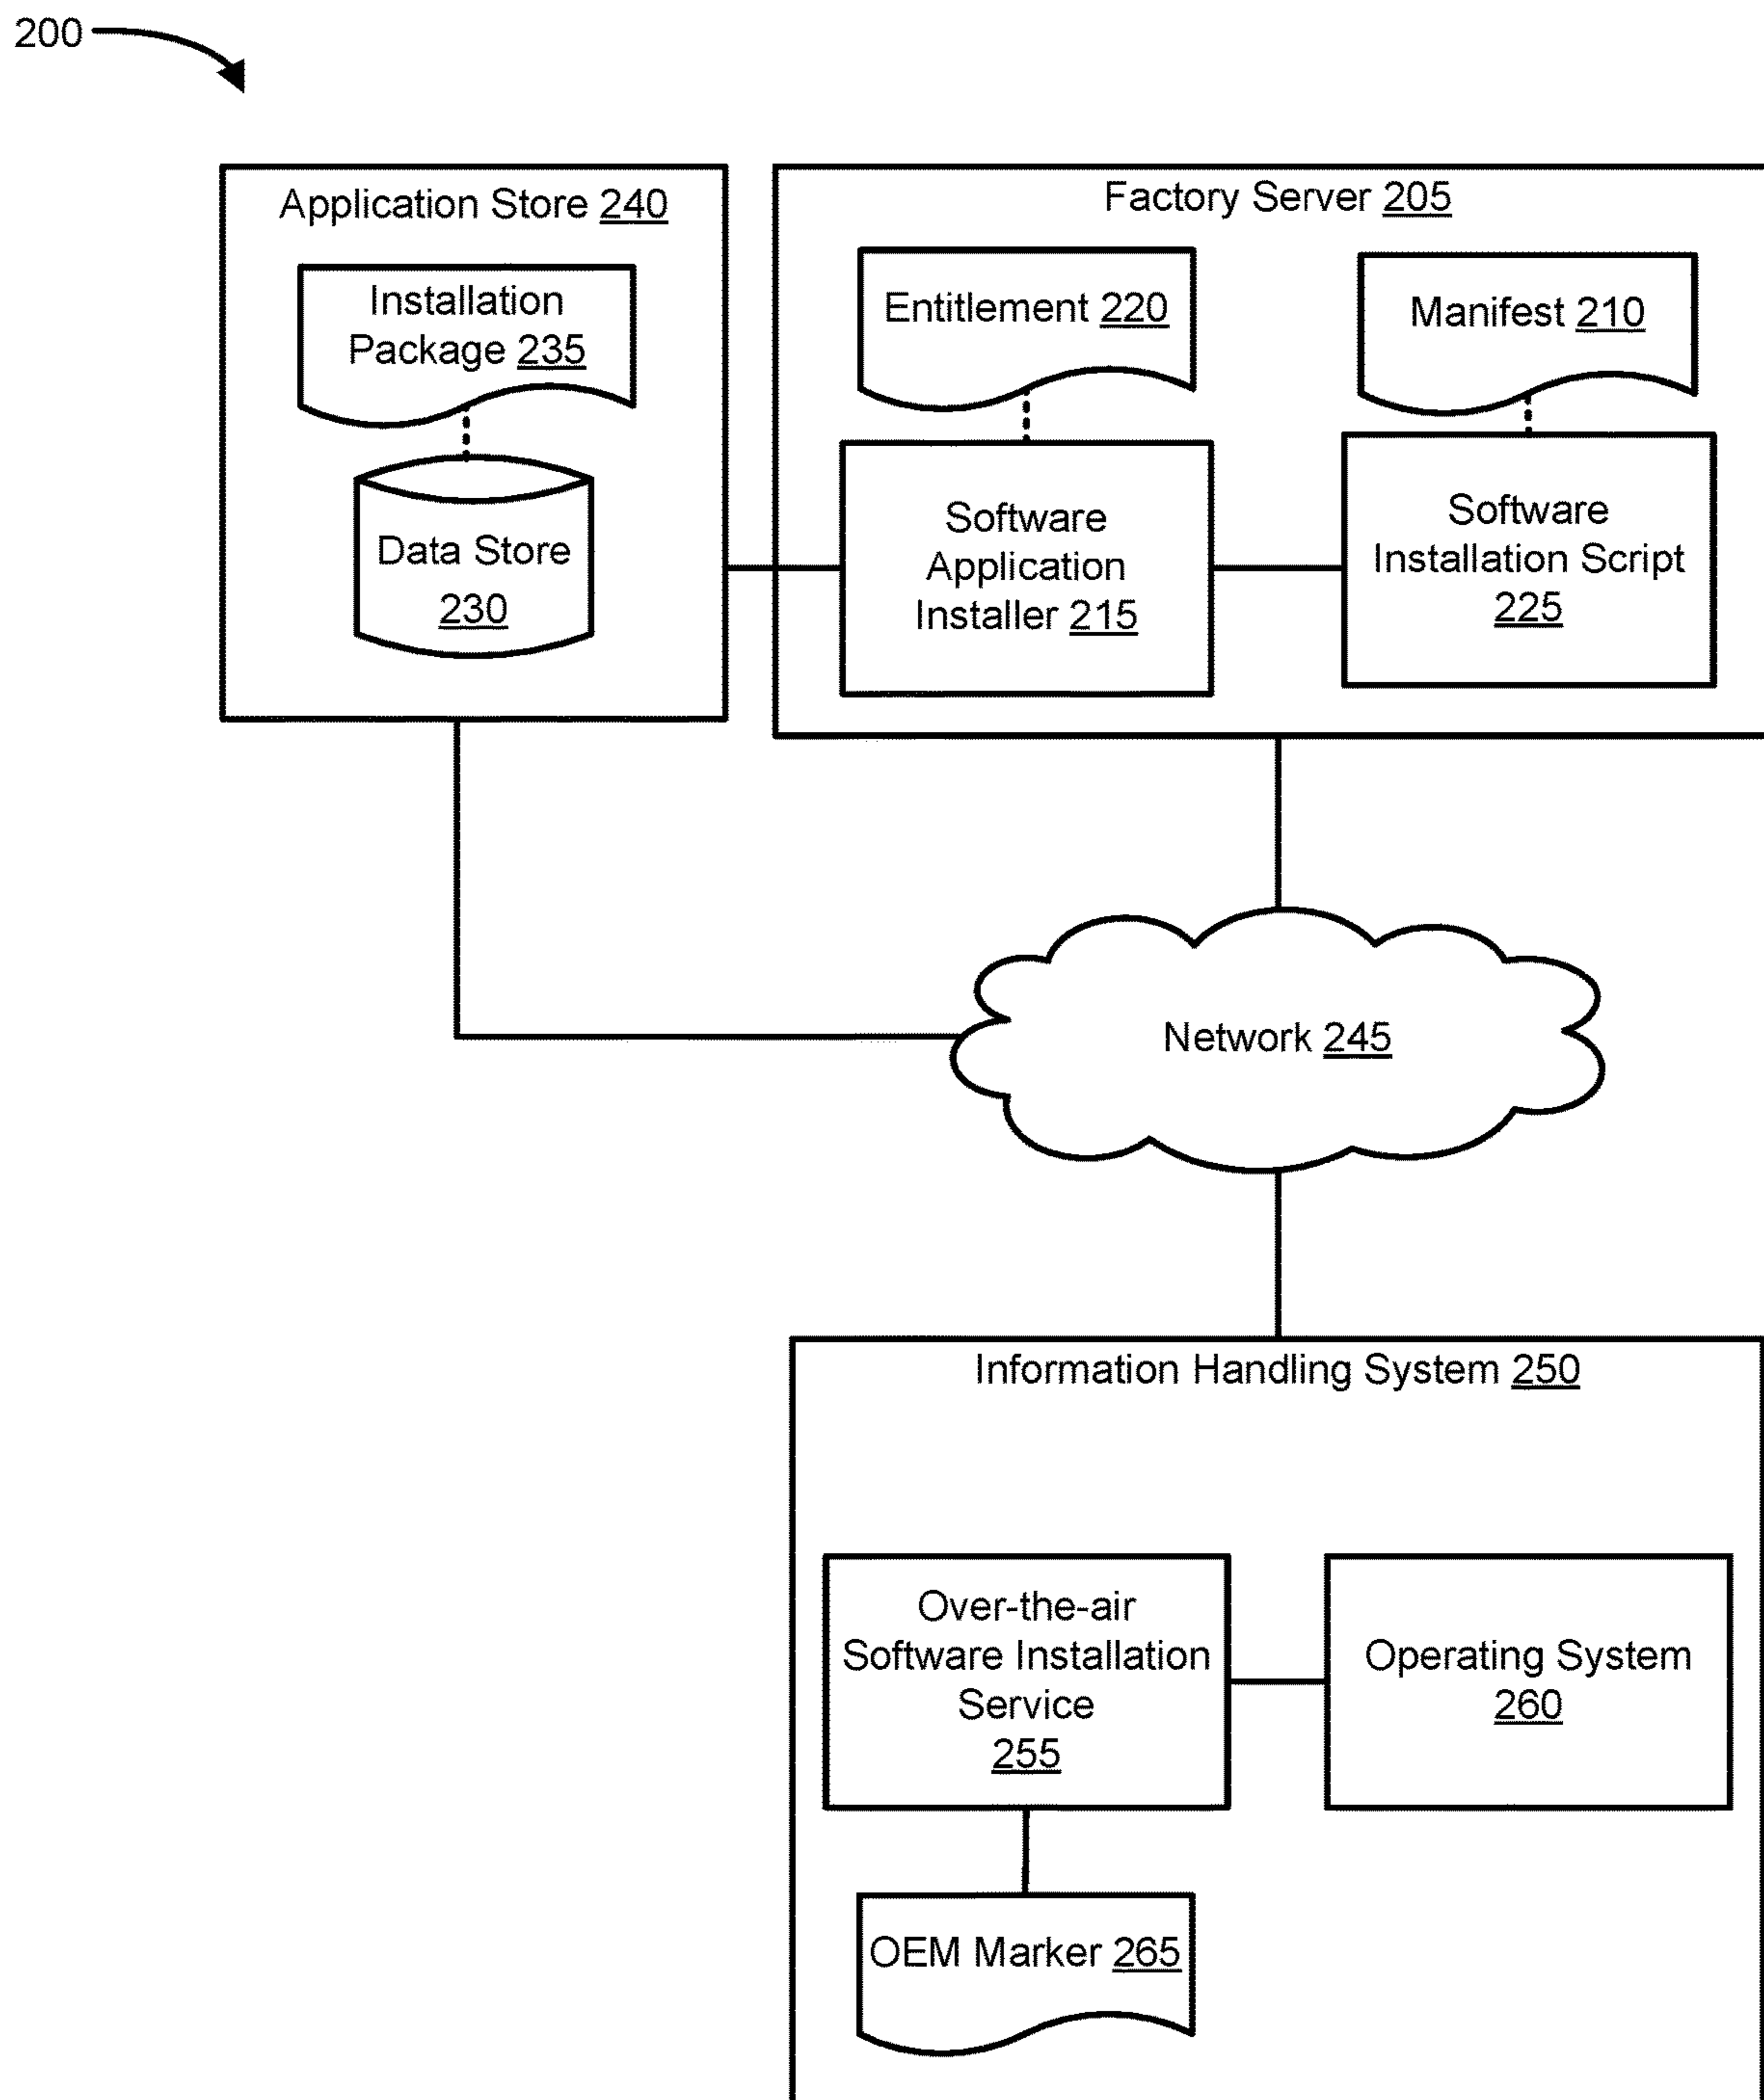 200
Application Store 240
Installation
Package 235
Data Store
230
Factory Server 205
Entitlement 220
Manifest 210
Software
Application
Installer 215
Software
Installation Script
225
Network 245
Information Handling System 250
Over-the-air
Software Installation
Service
255
Operating System
260
OEM Marker 265